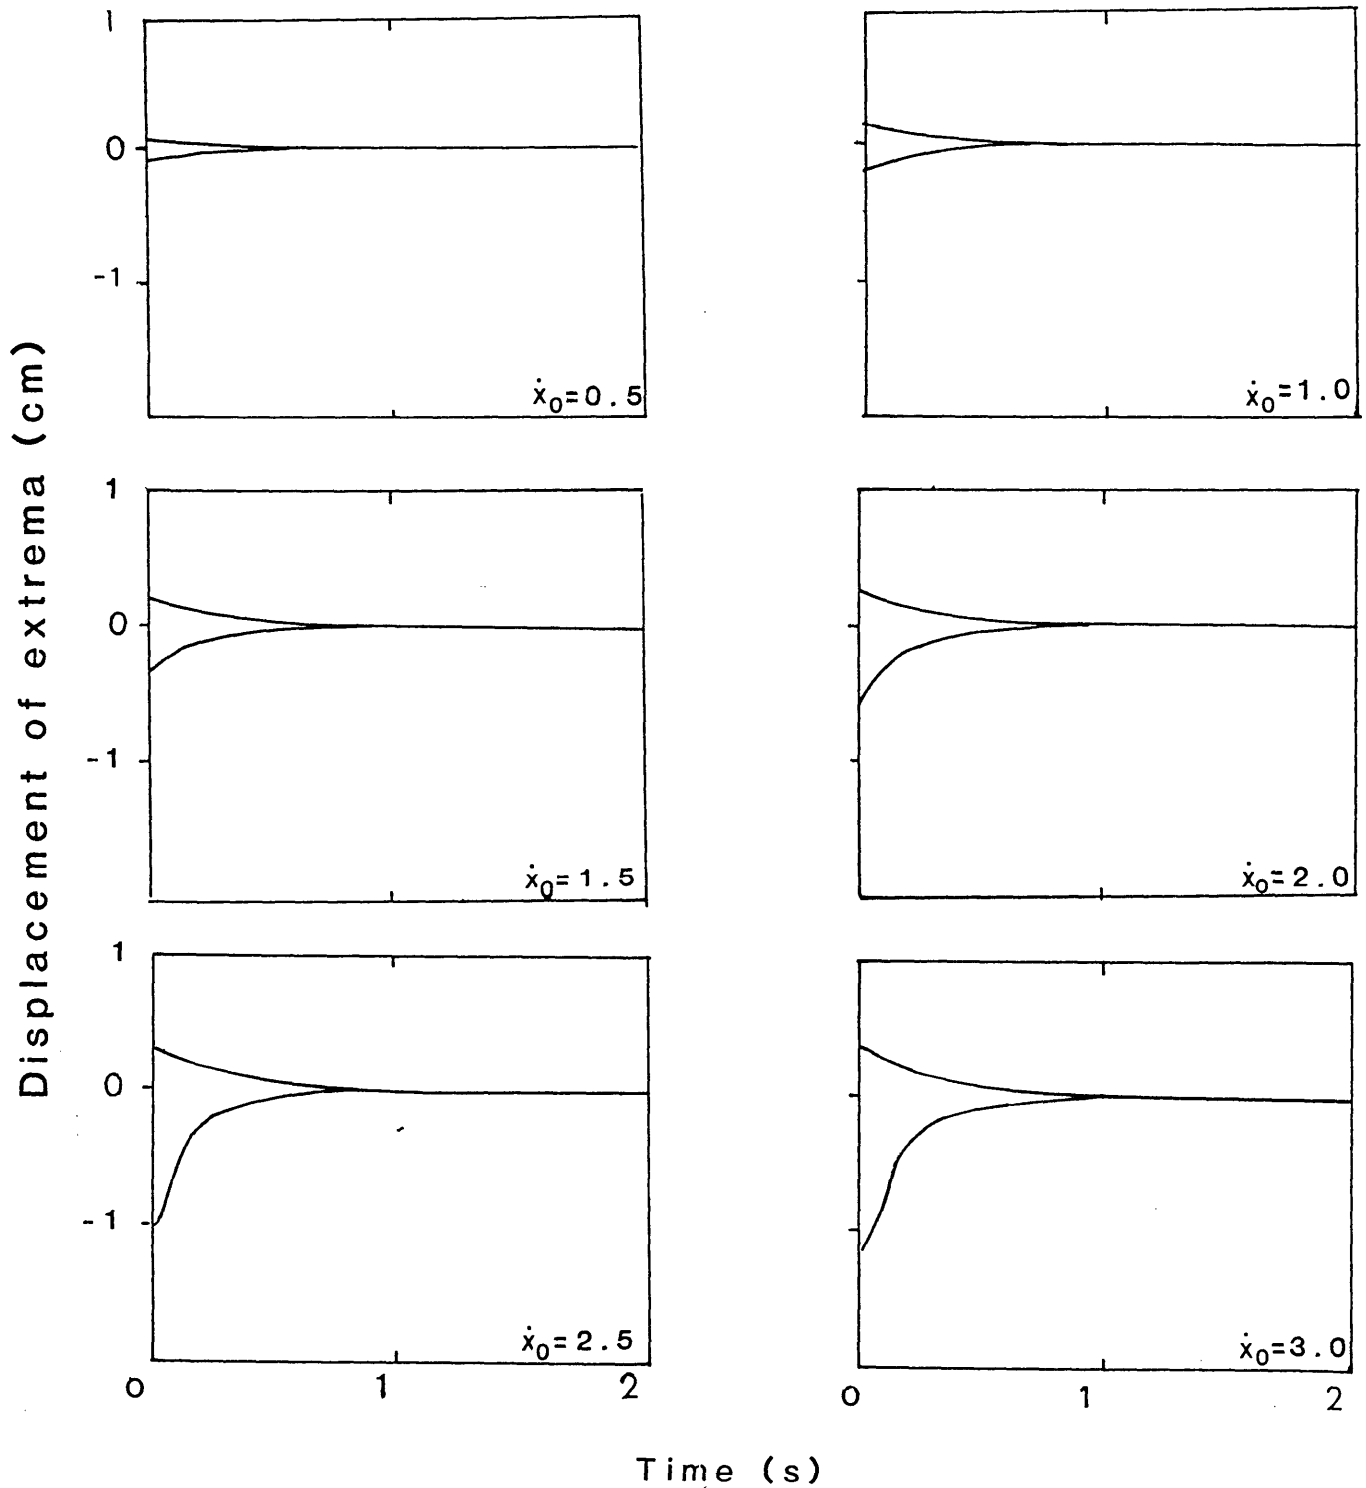 1
0
-1
ẋ0=0.5
ẋ0=1.0
1
0
-1
ẋ0=1.5
ẋ0=2.0
1
0
-1
ẋ0=2.5
ẋ0=3.0
0 1 2
0 1 2
Displacement of extrema (cm)
Time (s)